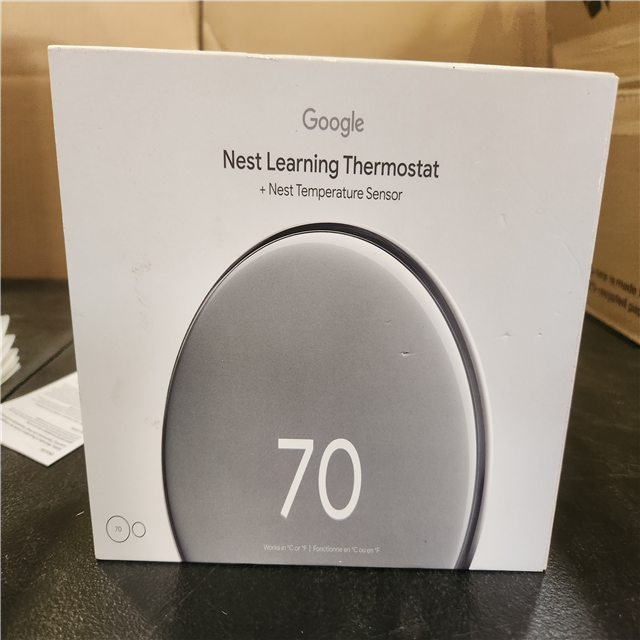 Google
Nest Learning Thermostat
+ Nest Temperature Sensor
70
Works in °C or °F | Fonctionne en °C ou en °F
70